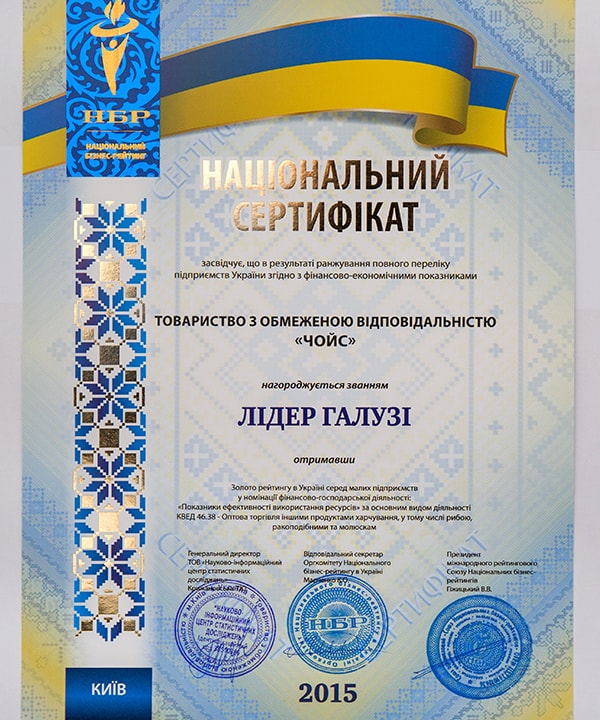 НБР
НАЦІОНАЛЬНИЙ
БІЗНЕС-РЕЙТИНГ
НАЦІОНАЛЬНИЙ
СЕРТИФІКАТ
засвідчує, що в результаті ранжування повного переліку
підприємств України згідно з фінансово-економічними показниками
ТОВАРИСТВО З ОБМЕЖЕНОЮ ВІДПОВІДАЛЬНІСТЮ
«ЧОЙС»
нагороджується званням
ЛІДЕР ГАЛУЗІ
отримавши
Золото рейтингу в Україні серед малих підприємств
у номінації фінансово-господарської діяльності:
«Показники ефективності використання ресурсів» за основним видом діяльності
КВЕД 46.38 - Оптова торгівля іншими продуктами харчування, у тому числі рибою,
ракоподібними та молюсками
Генеральний директор
ТОВ «Науково-інформаційний
центр статистичних
досліджень»
Відповідальний секретар
Оргкомітету Національного
бізнес-рейтингу в Україні
Президент
міжнародного рейтингового
Союзу Національних бізнес-
рейтингів
Гіжицький В.В.
"НАУКОВО
ІНФОРМАЦІЙНИЙ
ЦЕНТР СТАТИСТИЧНИХ
ДОСЛІДЖЕНЬ"
НБР
КИЇВ
2015